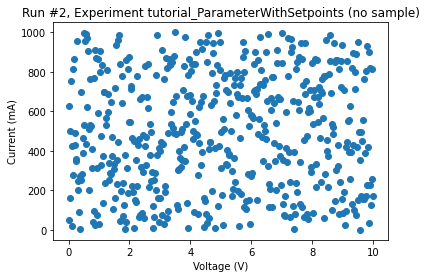 Run #2, Experiment tutorial_ParameterWithSetpoints (no sample)
1000
800
600
400
200
0
Current (mA)
0 2 4 6 8 10
Voltage (V)